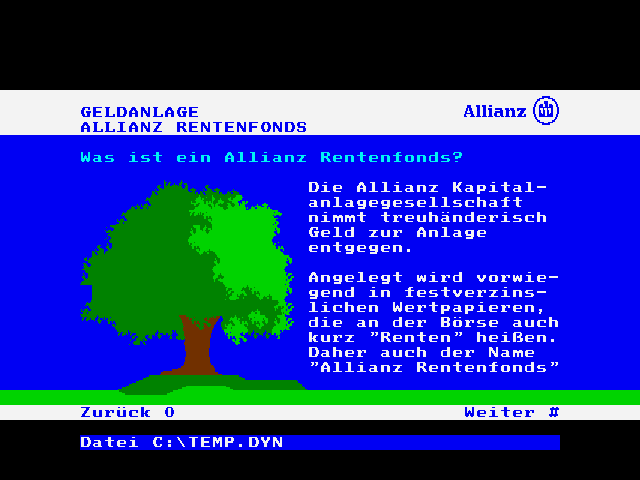 GELDANLAGE
ALLIANZ RENTENFONDS
Allianz
Was ist ein Allianz Rentenfonds?
Die Allianz Kapital-
anlagegesellschaft
nimmt treuhänderisch
Geld zur Anlage
entgegen.
Angelegt wird vorwie-
gend in festverzins-
lichen Wertpapieren,
die an der Börse auch
kurz "Renten" heißen.
Daher auch der Name
"Allianz Rentenfonds"
Zurück 0
Weiter #
Datei C:\TEMP.DYN